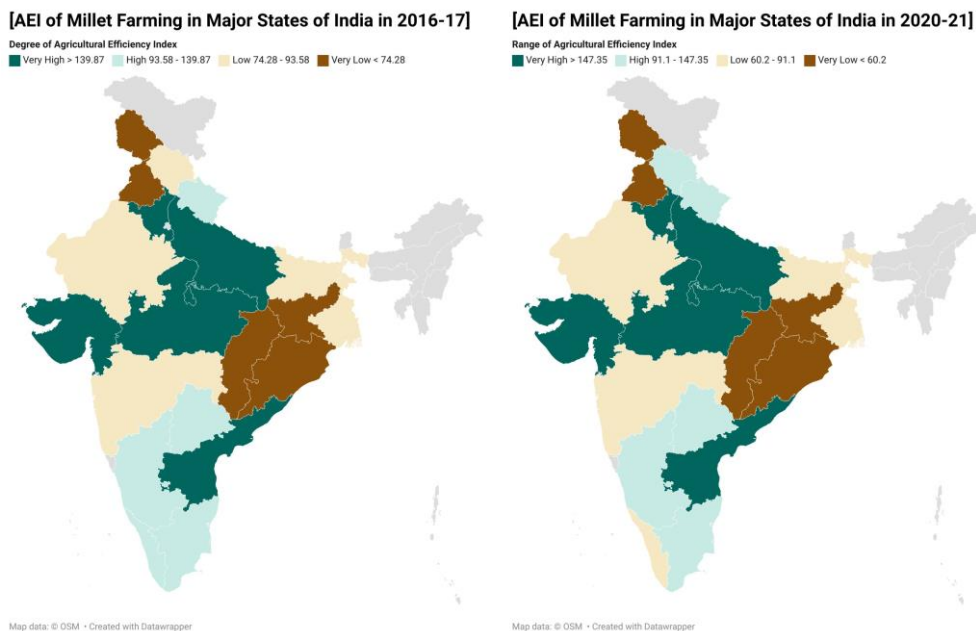 [AEI of Millet Farming in Major States of India in 2016-17]
Degree of Agricultural Efficiency Index
Very High > 139.87 High 93.58 - 139.87 Low 74.28 - 93.58 Very Low < 74.28
Map data: © OSM • Created with Datawrapper
[AEI of Millet Farming in Major States of India in 2020-21]
Range of Agricultural Efficiency Index
Very High > 147.35 High 91.1 - 147.35 Low 60.2 - 91.1 Very Low < 60.2
Map data: © OSM • Created with Datawrapper